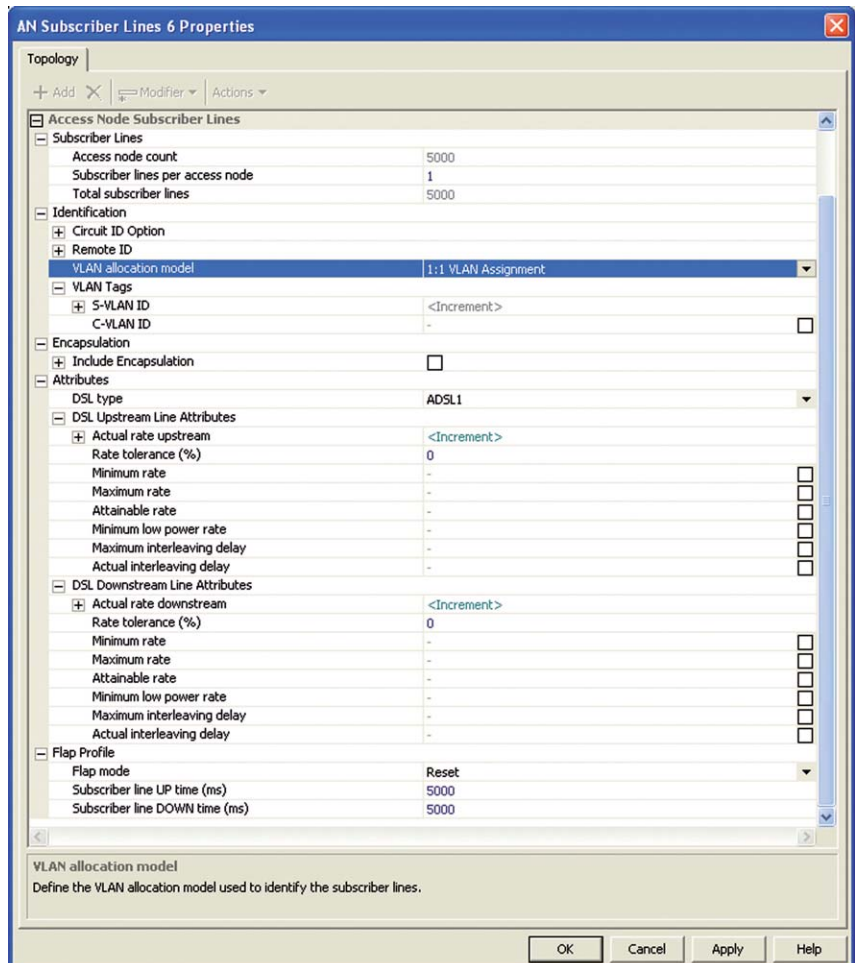 AN Subscriber Lines 6 Properties
Topology
Add Modifier Actions
Access Node Subscriber Lines
Subscriber Lines
Access node count 5000
Subscriber lines per access node 1
Total subscriber lines 5000
Identification
Circuit ID Option
Remote ID
VLAN allocation model 1:1 VLAN Assignment
VLAN Tags
S-VLAN ID <Increment>
C-VLAN ID -
Encapsulation
Include Encapsulation
Attributes
DSL type ADSL1
DSL Upstream Line Attributes
Actual rate upstream <Increment>
Rate tolerance (%) 0
Minimum rate -
Maximum rate -
Attainable rate -
Minimum low power rate -
Maximum interleaving delay -
Actual interleaving delay -
DSL Downstream Line Attributes
Actual rate downstream <Increment>
Rate tolerance (%) 0
Minimum rate -
Maximum rate -
Attainable rate -
Minimum low power rate -
Maximum interleaving delay -
Actual interleaving delay -
Flap Profile
Flap mode Reset
Subscriber line UP time (ms) 5000
Subscriber line DOWN time (ms) 5000
VLAN allocation model
Define the VLAN allocation model used to identify the subscriber lines.
OK Cancel Apply Help